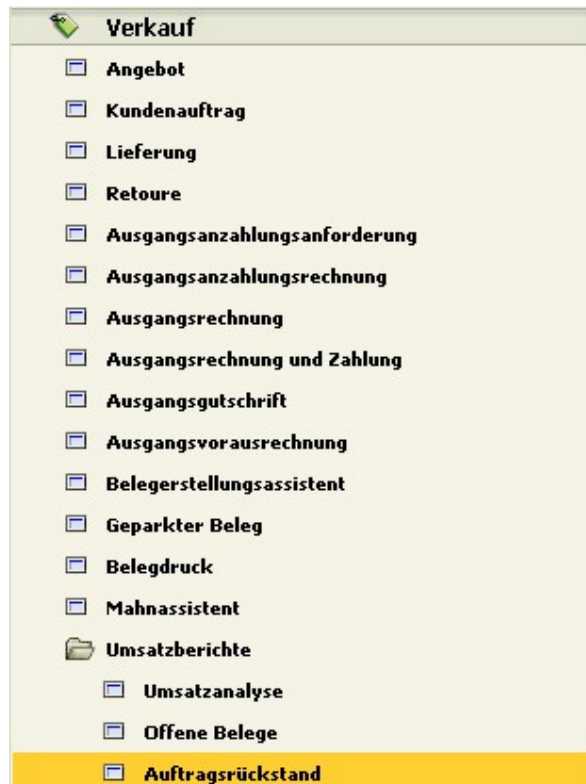 Verkauf
Angebot
Kundenauftrag
Lieferung
Retoure
Ausgangsanzahlungsanforderung
Ausgangsanzahlungsrechnung
Ausgangsrechnung
Ausgangsrechnung und Zahlung
Ausgangsgutschrift
Ausgangsvorausrechnung
Belegerstellungsassistent
Geparkter Beleg
Belegdruck
Mahnassistent
Umsatzberichte
Umsatzanalyse
Offene Belege
Auftragsrückstand